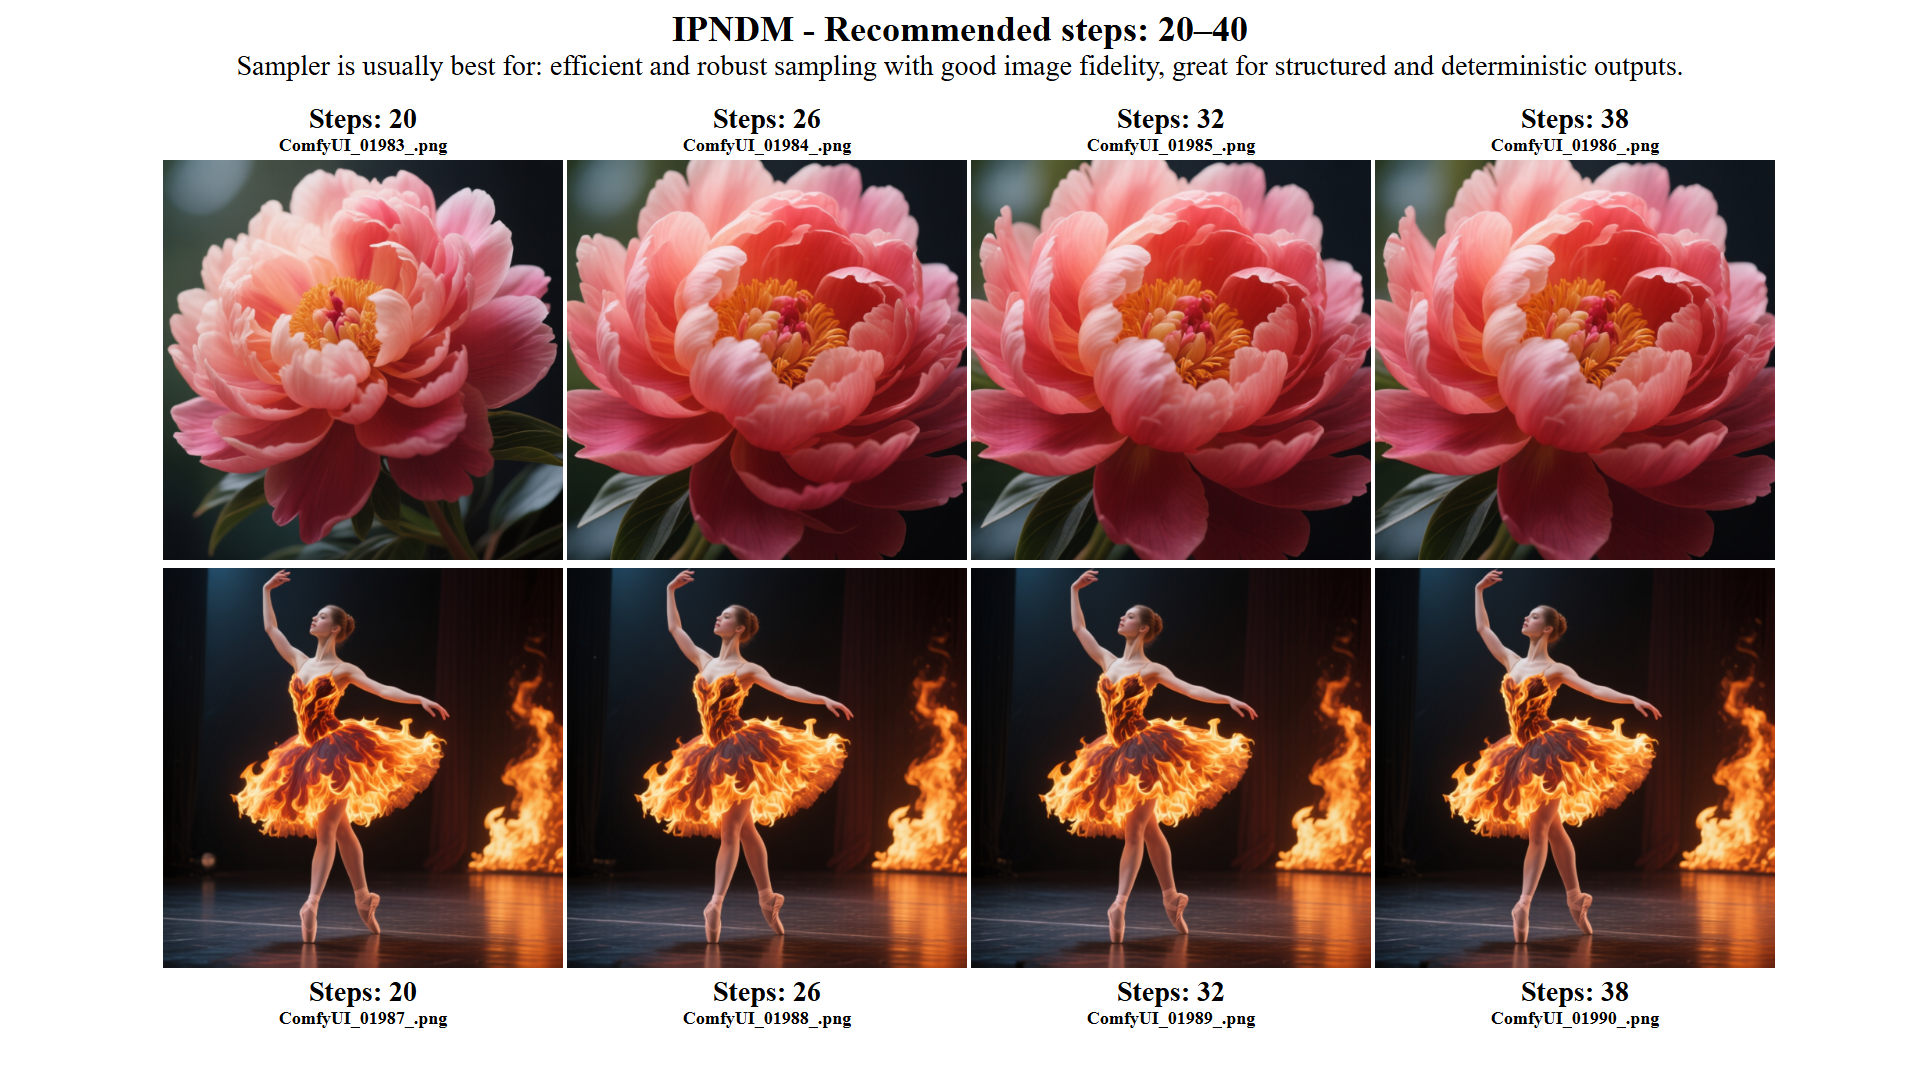 IPNDM - Recommended steps: 20–40
Sampler is usually best for: efficient and robust sampling with good image fidelity, great for structured and deterministic outputs.
Steps: 20
ComfyUI_01983_.png
Steps: 26
ComfyUI_01984_.png
Steps: 32
ComfyUI_01985_.png
Steps: 38
ComfyUI_01986_.png
Steps: 20
ComfyUI_01987_.png
Steps: 26
ComfyUI_01988_.png
Steps: 32
ComfyUI_01989_.png
Steps: 38
ComfyUI_01990_.png